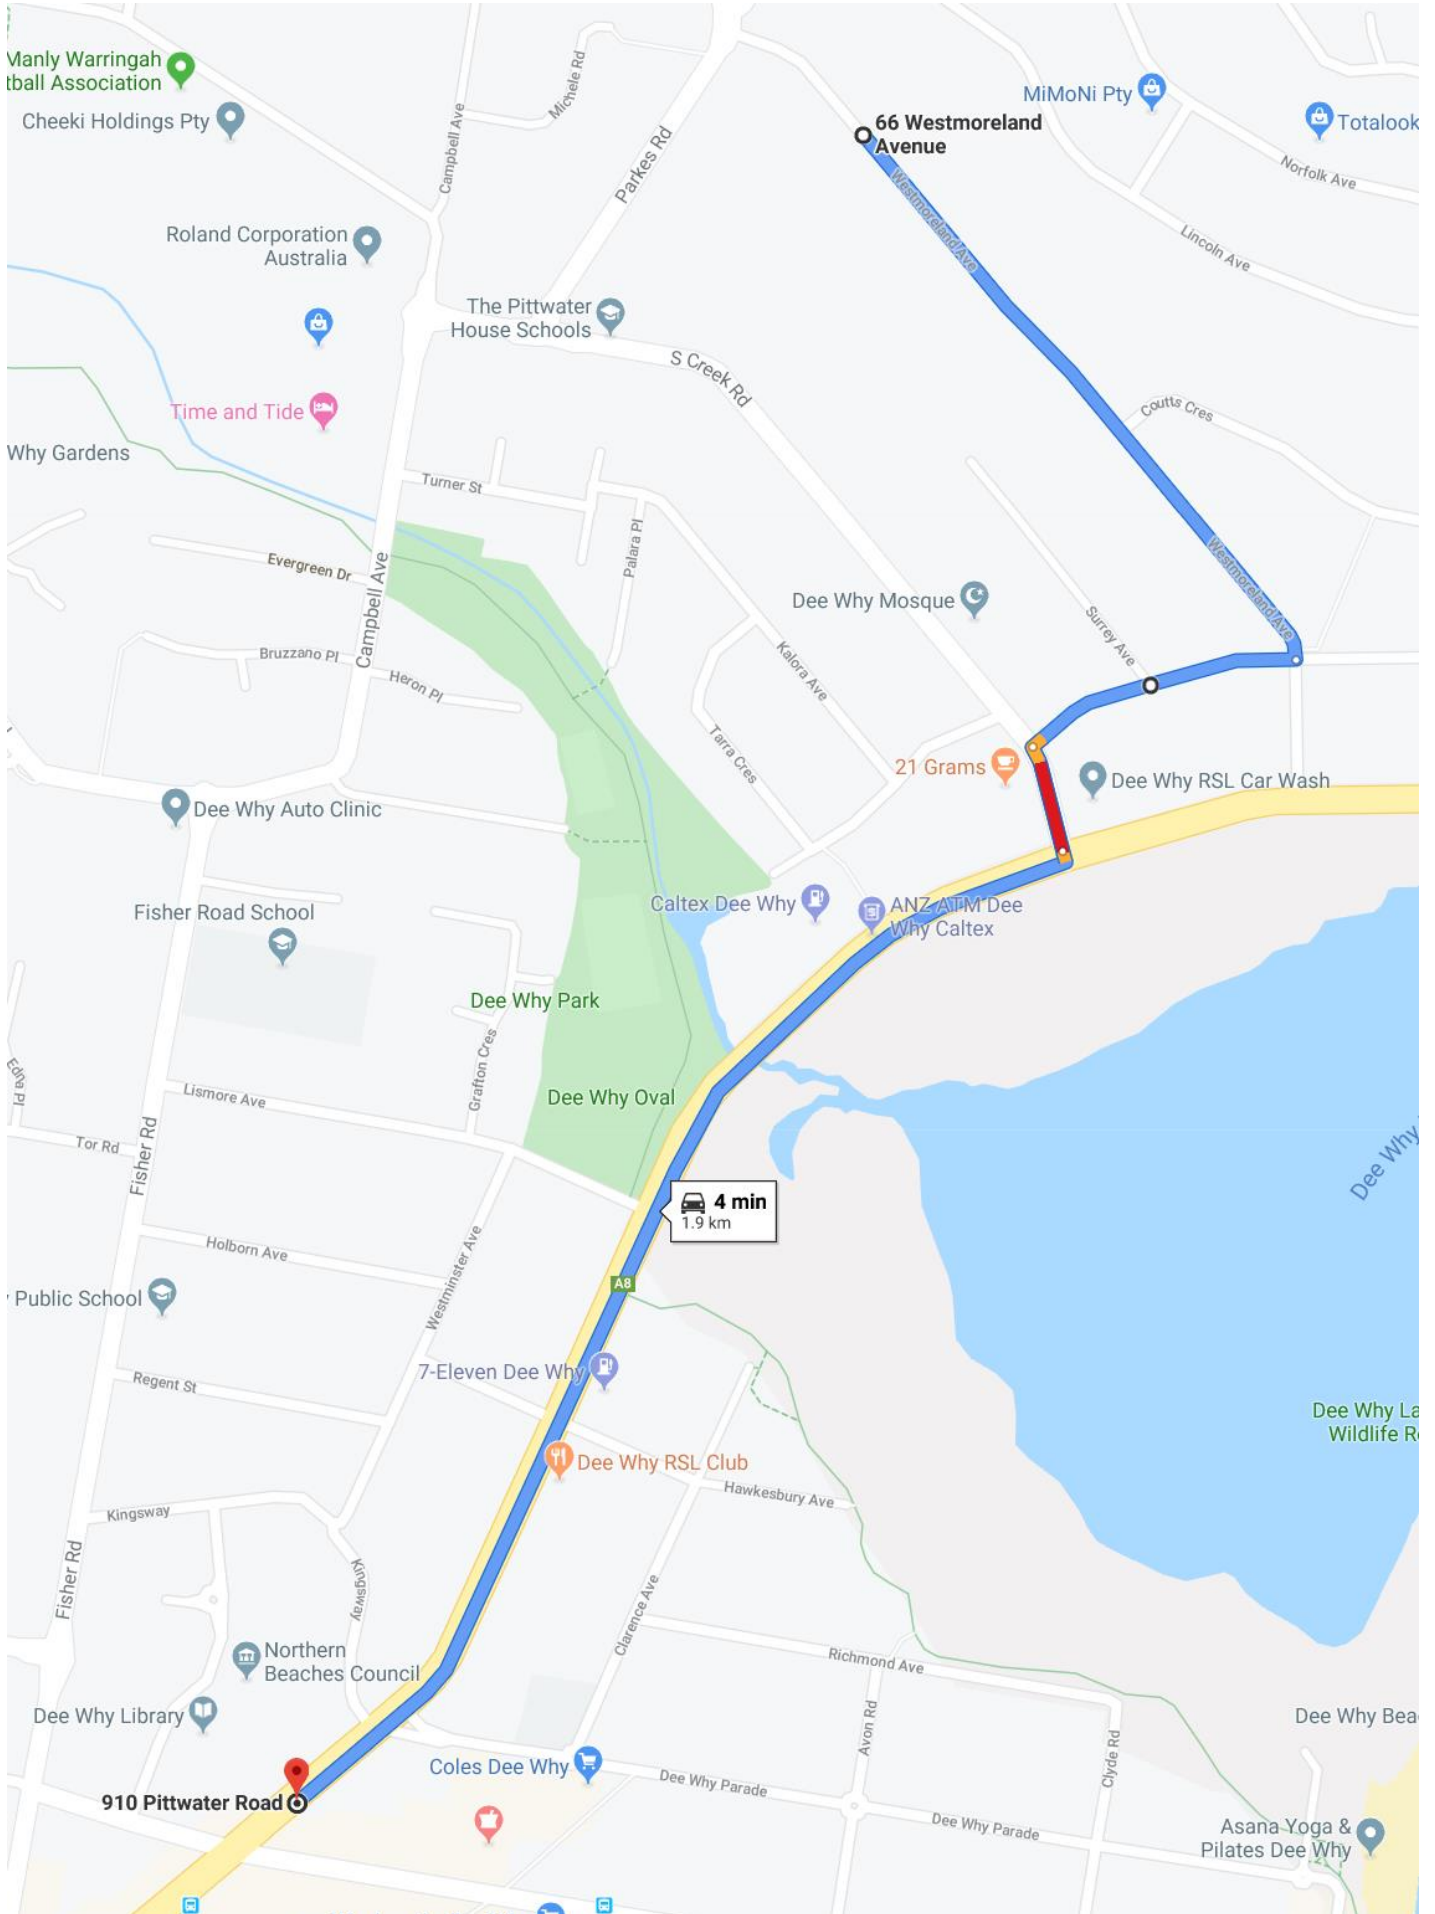 Manly Warringah
tball Association
Cheeki Holdings Pty
Michele Rd
Campbell Ave
Parkes Rd
MiMoNi Pty
66 Westmoreland
Avenue
Totalook
Norfolk Ave
Westmoreland Ave
Lincoln Ave
Roland Corporation
Australia
The Pittwater
House Schools
S Creek Rd
Time and Tide
Coutts Cres
Why Gardens
Turner St
Palara Pl
Evergreen Dr
Campbell Ave
Dee Why Mosque
Westmoreland Ave
Surrey Ave
Bruzzano Pl
Heron Pl
Kalora Ave
Tarra Cres
21 Grams
Dee Why RSL Car Wash
Dee Why Auto Clinic
Caltex Dee Why
ANZ ATM Dee
Why Caltex
Fisher Road School
Dee Why Park
Edna Pl
Grafton Cres
Lismore Ave
Dee Why Oval
Tor Rd
Fisher Rd
Dee Why
4 min
1.9 km
Holborn Ave
Westminster Ave
A8
Public School
7-Eleven Dee Why
Regent St
Dee Why La
Wildlife R
Dee Why RSL Club
Hawkesbury Ave
Kingsway
Fisher Rd
Kingsway
Clarence Ave
Northern
Beaches Council
Richmond Ave
Dee Why Library
Avon Rd
Clyde Rd
Dee Why Bea
Coles Dee Why
Dee Why Parade
910 Pittwater Road
Dee Why Parade
Asana Yoga &
Pilates Dee Why